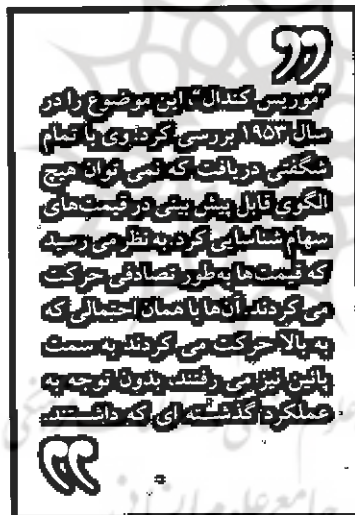 "موریس کندال"، این موضوع را در
سال ۱۹۵۳ بررسی کرد. وی با تمام
شگفتی دریافت که نمی توان هیچ
الگوی قابل پیش بینی در قیمت های
سهام شناسایی کرد. به نظر می رسید
که قیمت ها به طور تصادفی حرکت
می کردند. آن ها با همان احتمالی که
به بالا حرکت می کردند به سمت
پائین نیز می رفتند، بدون توجه به
عملکرد گذشته ای که داشتند.